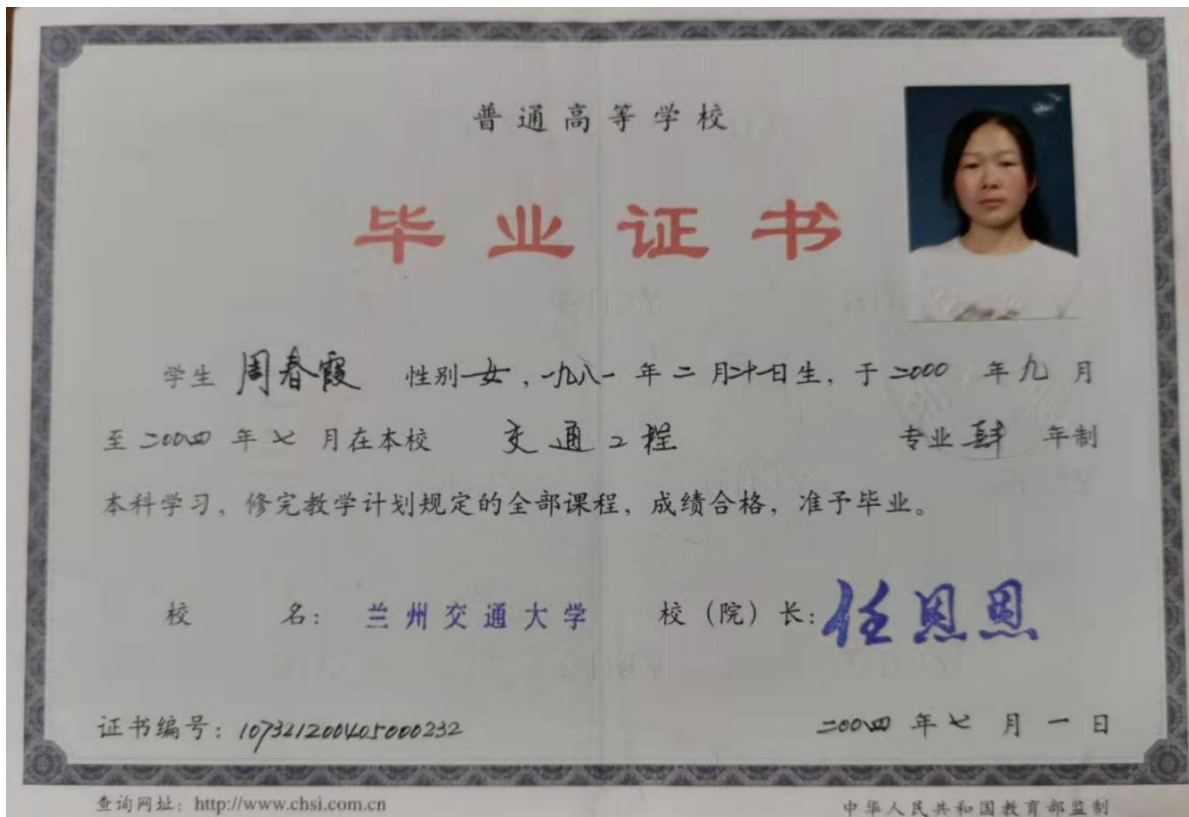 普通高等学校
毕业证书
学生 周春霞 性别 女，一九八一年二月二十日生，于二000年九月
至二00四年七月在本校 交通工程 专业 肆 年制
本科学习，修完教学计划规定的全部课程，成绩合格，准予毕业。
校 名：兰州交通大学 校（院）长：任恩恩
证书编号：107321200405000232
二00四年七月一日
查询网址：http://www.chsi.com.cn
中华人民共和国教育部监制